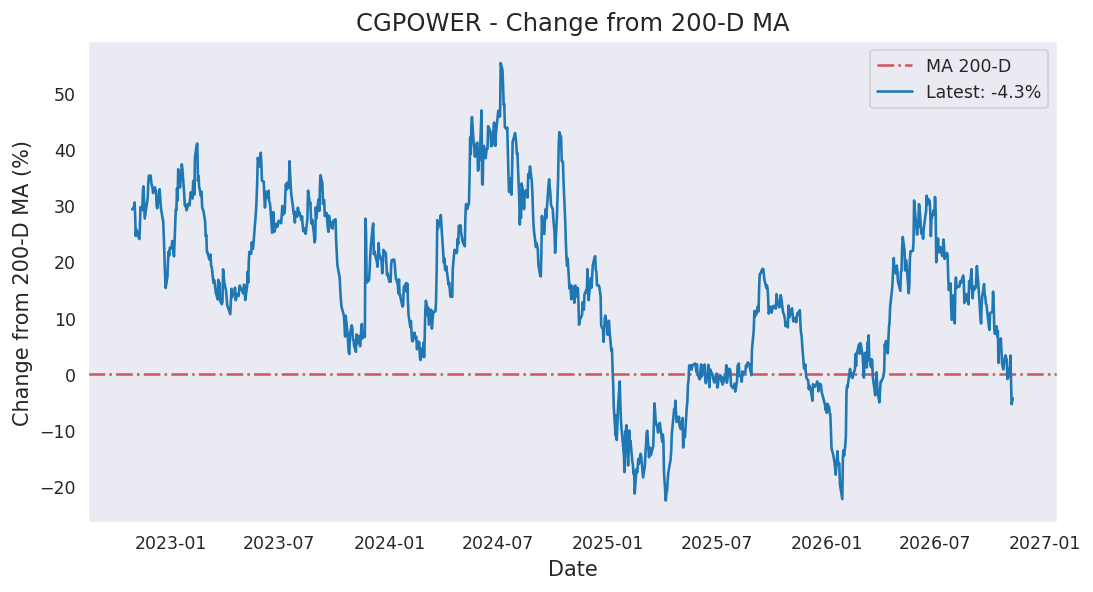 CGPOWER - Change from 200-D MA
MA 200-D
Latest: -4.3%
Change from 200-D MA (%)
50
40
30
20
10
0
−10
−20
2023-01 2023-07 2024-01 2024-07 2025-01 2025-07 2026-01 2026-07 2027-01
Date